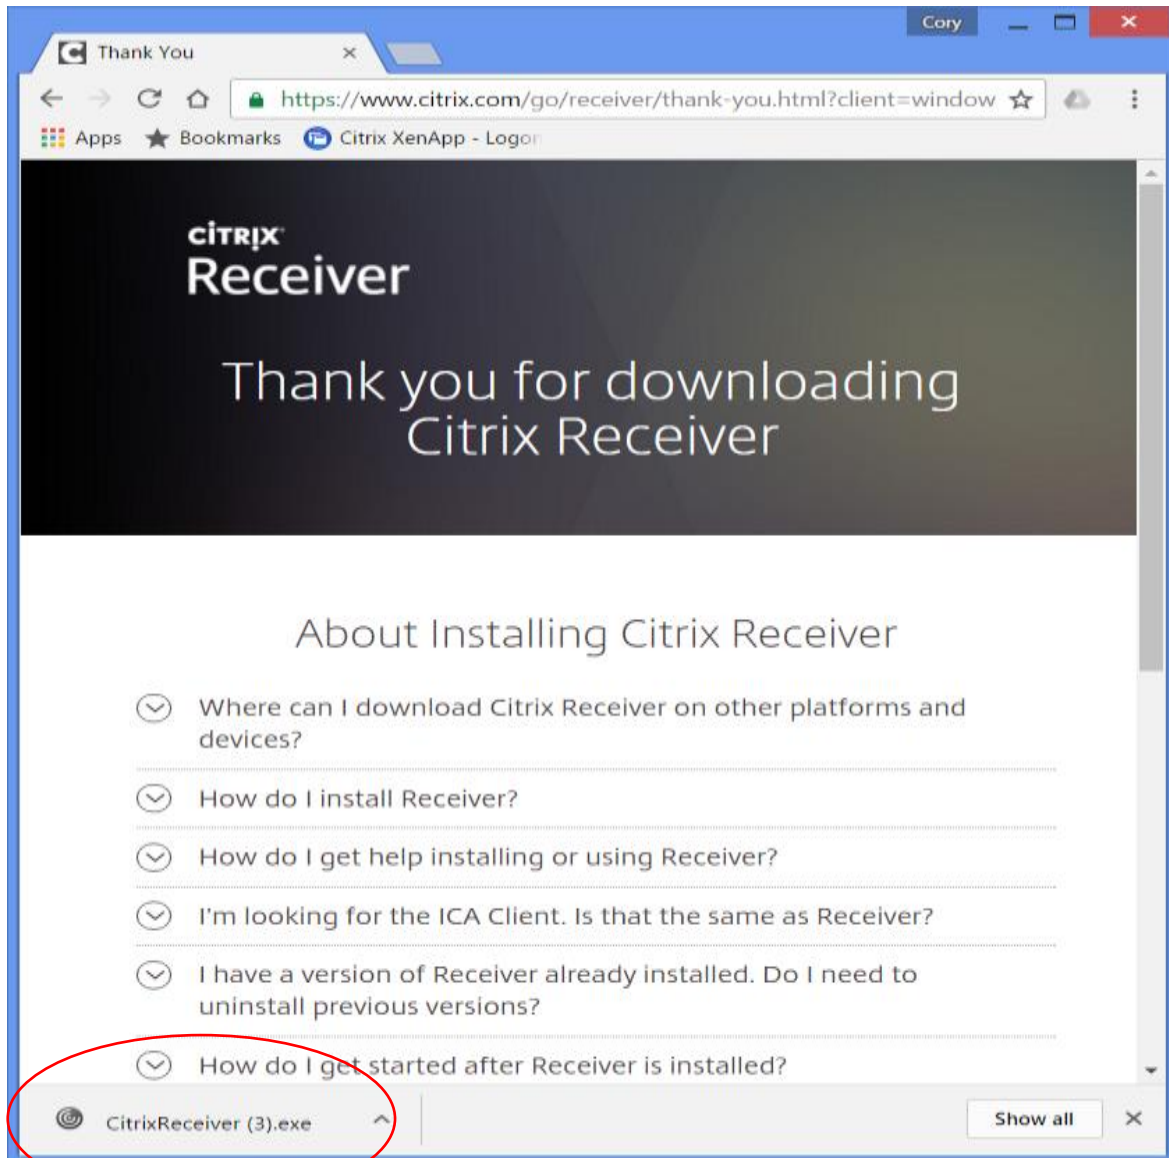 Cory
Thank You
https://www.citrix.com/go/receiver/thank-you.html?client=window
Apps Bookmarks Citrix XenApp - Logon
CiTRIX
Receiver
Thank you for downloading
Citrix Receiver
About Installing Citrix Receiver
Where can I download Citrix Receiver on other platforms and
devices?
How do I install Receiver?
How do I get help installing or using Receiver?
I'm looking for the ICA Client. Is that the same as Receiver?
I have a version of Receiver already installed. Do I need to
uninstall previous versions?
How do I get started after Receiver is installed?
CitrixReceiver (3).exe
Show all